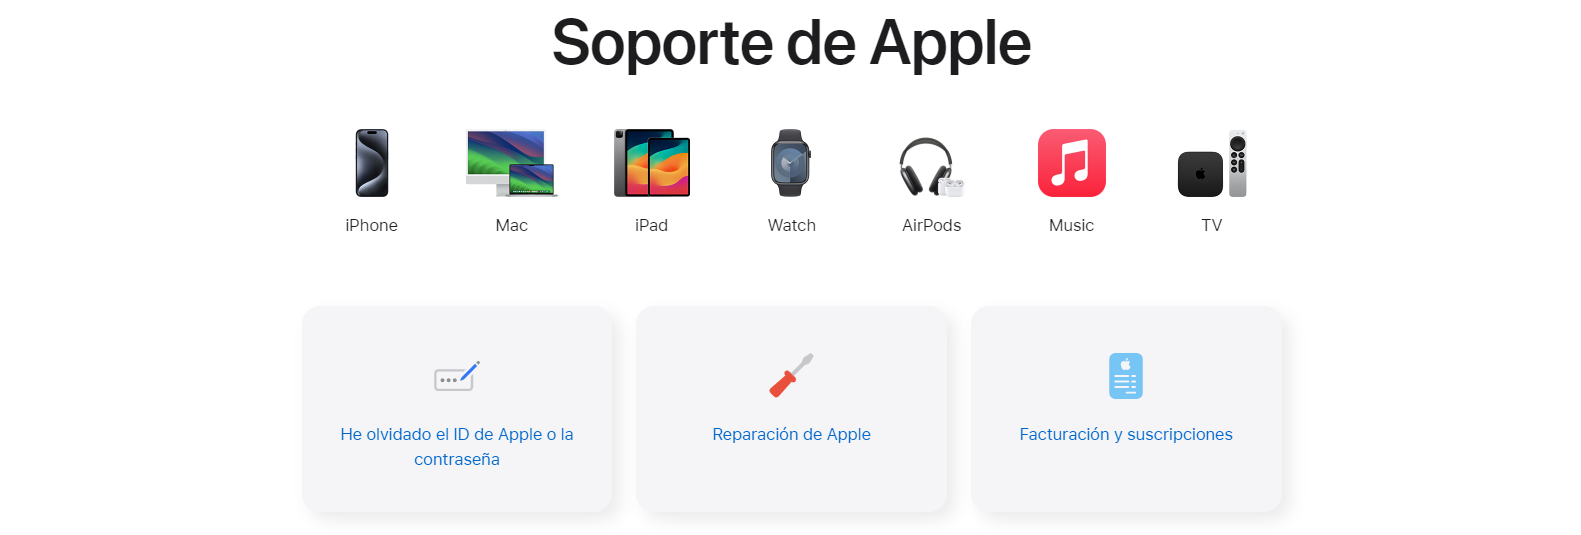 Soporte de Apple
iPhone
Mac
iPad
Watch
AirPods
Music
TV
He olvidado el ID de Apple o la
contraseña
Reparación de Apple
Facturación y suscripciones